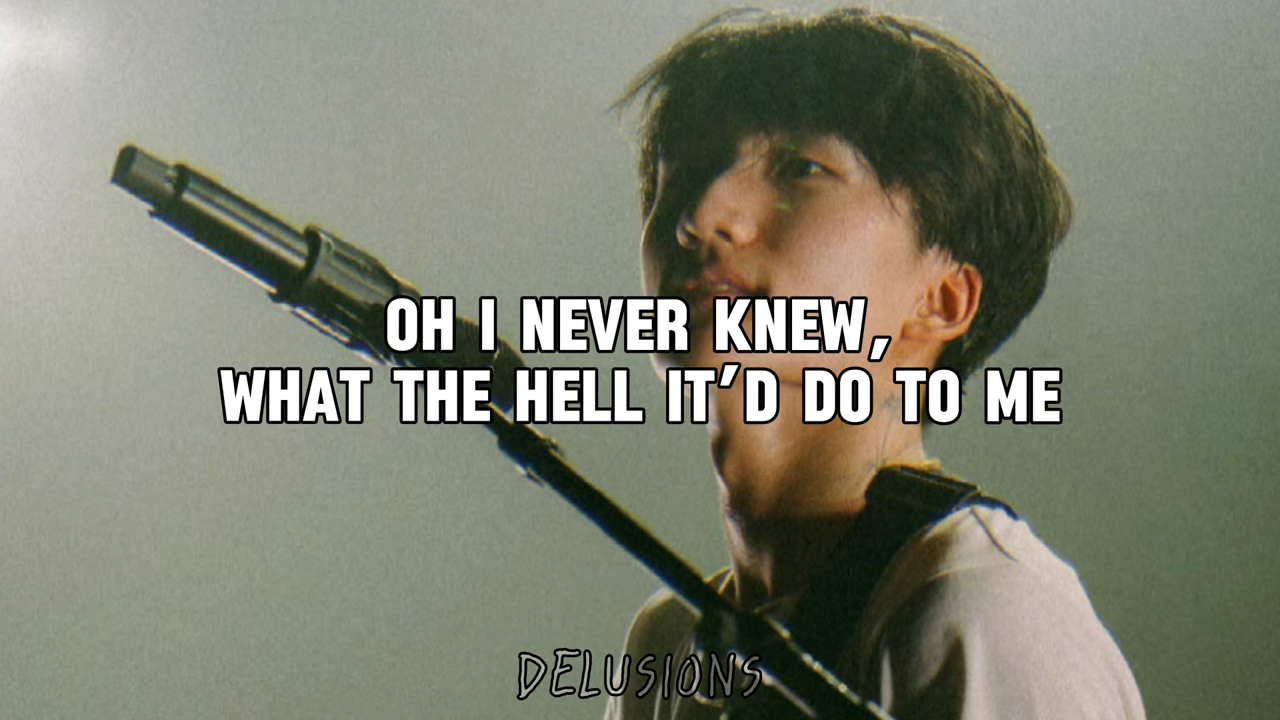 OH I NEVER KNEW,
WHAT THE HELL IT'D DO TO ME
DELUSIONS